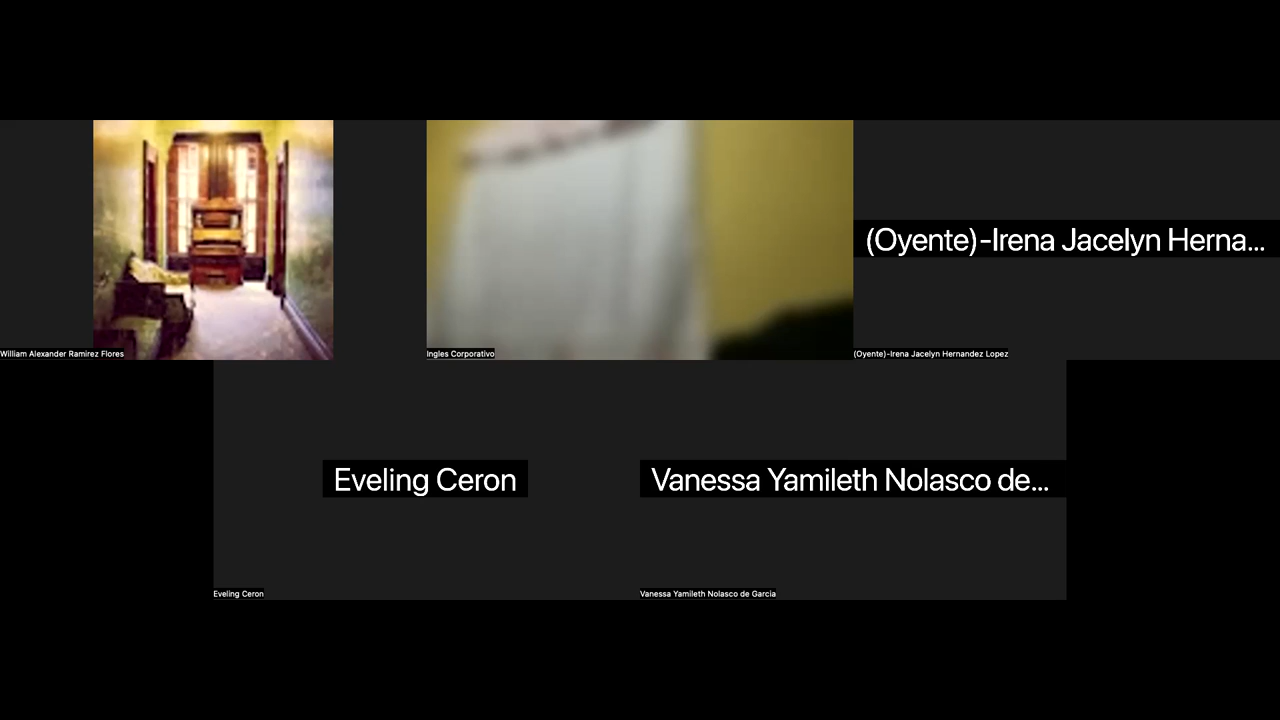 (Oyente)-Irena Jacelyn Herna...
William Alexander Ramirez Flores
Ingles Corporativo
(Oyente)-Irena Jacelyn Hernandez Lopez
Eveling Ceron
Vanessa Yamileth Nolasco de...
Eveling Ceron
Vanessa Yamileth Nolasco de Garcia